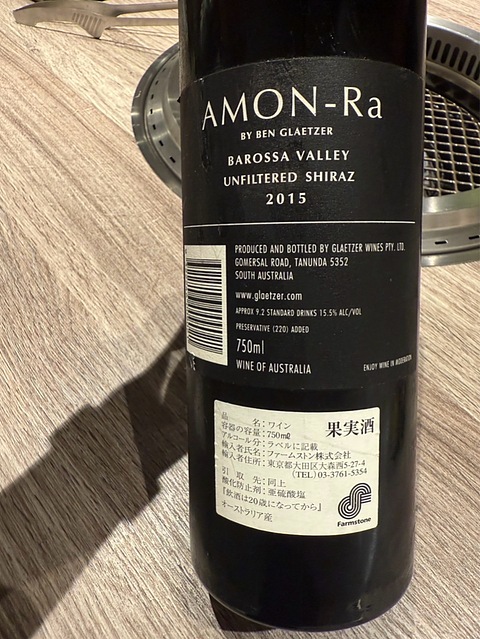 AMON-Ra
BY BEN GLAETZER
BAROSSA VALLEY
UNFILTERED SHIRAZ
2015
PRODUCED AND BOTTLED BY GLAETZER WINES PTY. LTD.
GOMERSAL ROAD, TANUNDA 5352
SOUTH AUSTRALIA
www.glaetzer.com
APPROX 9.2 STANDARD DRINKS 15.5% ALC/VOL
PRESERVATIVE (220) ADDED
750ml
WINE OF AUSTRALIA
ENJOY WINE IN MODERATION
品名:ワイン
果実酒
容器の容量:750mℓ
アルコール分:ラベルに記載
輸入者氏名:ファームストン株式会社
輸入者住所:東京都大田区大森西5-27-4
(TEL)03-3761-5354
引取先:同上
酸化防止剤:亜硫酸塩
「飲酒は20歳になってから」
オーストラリア産
Farmstone